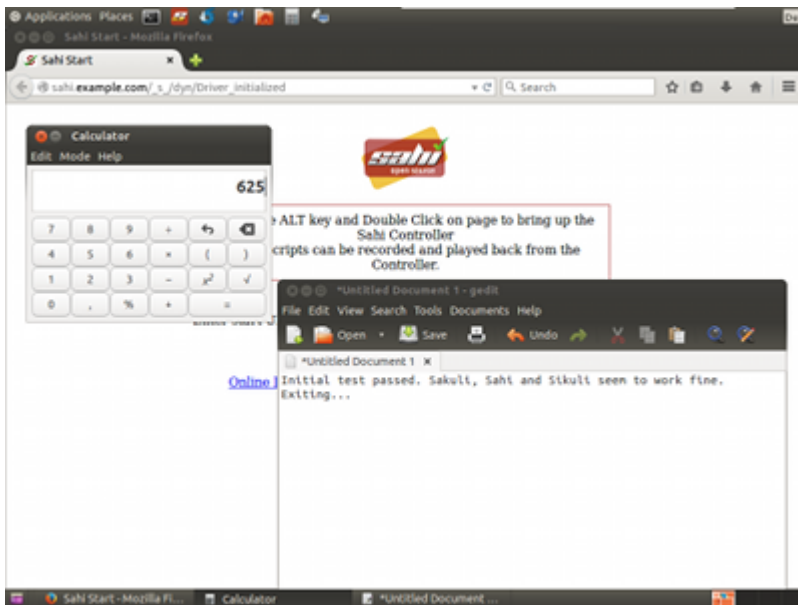 Applications Places
Sahi Start - Mozilla Firefox
Sahi Start
sahi.example.com/_s_/dyn/Driver_initialized
Search
Calculator
Edit Mode Help
625
7 8 9 ÷
4 5 6 × ( )
1 2 3 − x² √
0 , % + =
sahi
open source
ALT key and Double Click on page to bring up the
Sahi Controller
cripts can be recorded and played back from the
Controller.
Online
*Untitled Document 1 - gedit
File Edit View Search Tools Documents Help
Open Save Undo
*Untitled Document 1
Initial test passed. Sakuli, Sahi and Sikuli seem to work fine.
Exiting...
Sahi Start - Mozilla Fi... Calculator *Untitled Document ...